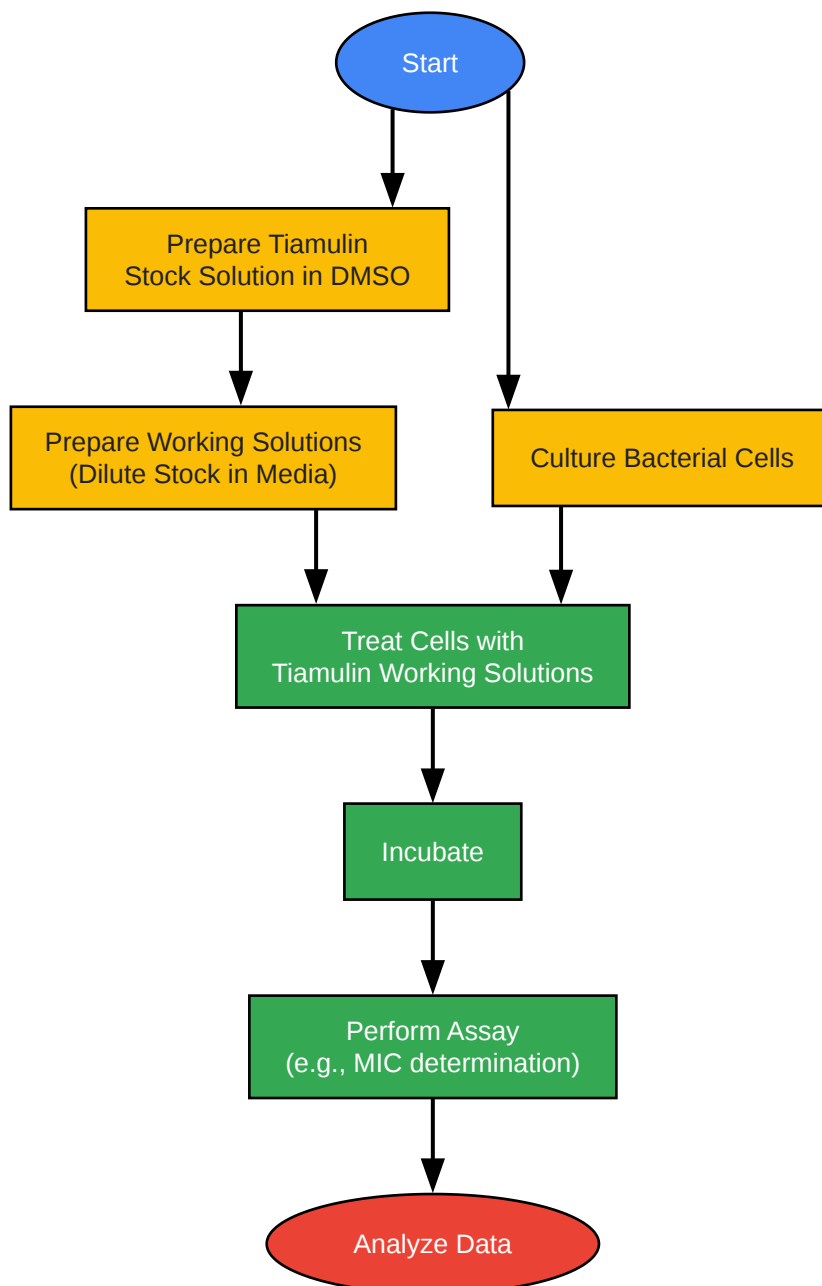 Start
Prepare Tiamulin
Stock Solution in DMSO
Prepare Working Solutions
(Dilute Stock in Media)
Culture Bacterial Cells
Treat Cells with
Tiamulin Working Solutions
Incubate
Perform Assay
(e.g., MIC determination)
Analyze Data